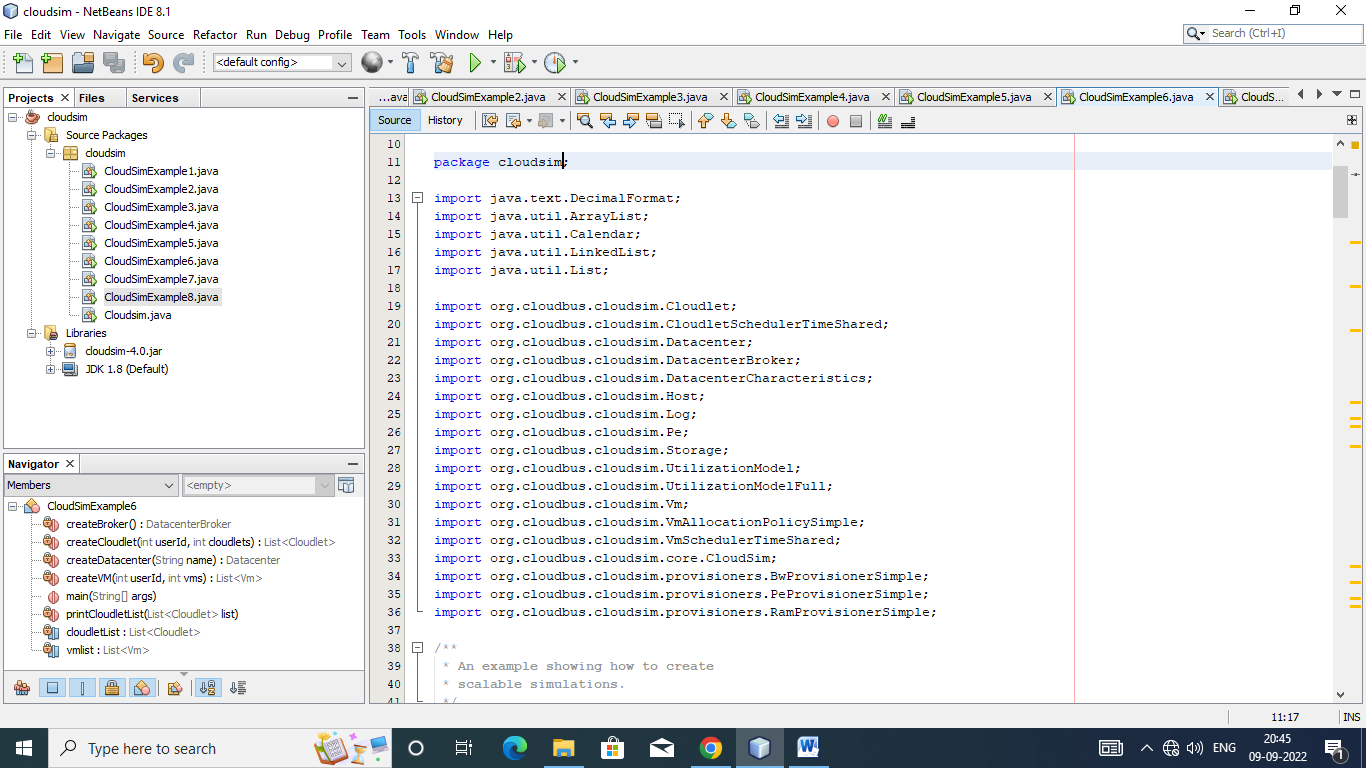 cloudsim - NetBeans IDE 8.1
File Edit View Navigate Source Refactor Run Debug Profile Team Tools Window Help
Search (Ctrl+I)
<default config>
Projects Files Services
cloudsim
Source Packages
cloudsim
CloudSimExample1.java
CloudSimExample2.java
CloudSimExample3.java
CloudSimExample4.java
CloudSimExample5.java
CloudSimExample6.java
CloudSimExample7.java
CloudSimExample8.java
Cloudsim.java
Libraries
cloudsim-4.0.jar
JDK 1.8 (Default)
Navigator
Members <empty>
CloudSimExample6
createBroker() : DatacenterBroker
createCloudlet(int userId, int cloudlets) : List<Cloudlet>
createDatacenter(String name) : Datacenter
createVM(int userId, int vms) : List<Vm>
main(String[] args)
printCloudletList(List<Cloudlet> list)
cloudletList : List<Cloudlet>
vmlist : List<Vm>
...ava CloudSimExample2.java CloudSimExample3.java CloudSimExample4.java CloudSimExample5.java CloudSimExample6.java CloudS...
Source History
10
11 package cloudsim;
12
13 import java.text.DecimalFormat;
14 import java.util.ArrayList;
15 import java.util.Calendar;
16 import java.util.LinkedList;
17 import java.util.List;
18
19 import org.cloudbus.cloudsim.Cloudlet;
20 import org.cloudbus.cloudsim.CloudletSchedulerTimeShared;
21 import org.cloudbus.cloudsim.Datacenter;
22 import org.cloudbus.cloudsim.DatacenterBroker;
23 import org.cloudbus.cloudsim.DatacenterCharacteristics;
24 import org.cloudbus.cloudsim.Host;
25 import org.cloudbus.cloudsim.Log;
26 import org.cloudbus.cloudsim.Pe;
27 import org.cloudbus.cloudsim.Storage;
28 import org.cloudbus.cloudsim.UtilizationModel;
29 import org.cloudbus.cloudsim.UtilizationModelFull;
30 import org.cloudbus.cloudsim.Vm;
31 import org.cloudbus.cloudsim.VmAllocationPolicySimple;
32 import org.cloudbus.cloudsim.VmSchedulerTimeShared;
33 import org.cloudbus.cloudsim.core.CloudSim;
34 import org.cloudbus.cloudsim.provisioners.BwProvisionerSimple;
35 import org.cloudbus.cloudsim.provisioners.PeProvisionerSimple;
36 import org.cloudbus.cloudsim.provisioners.RamProvisionerSimple;
37
38 /**
39 * An example showing how to create
40 * scalable simulations.
41 */
11:17 INS
Type here to search
ENG
20:45
09-09-2022
1